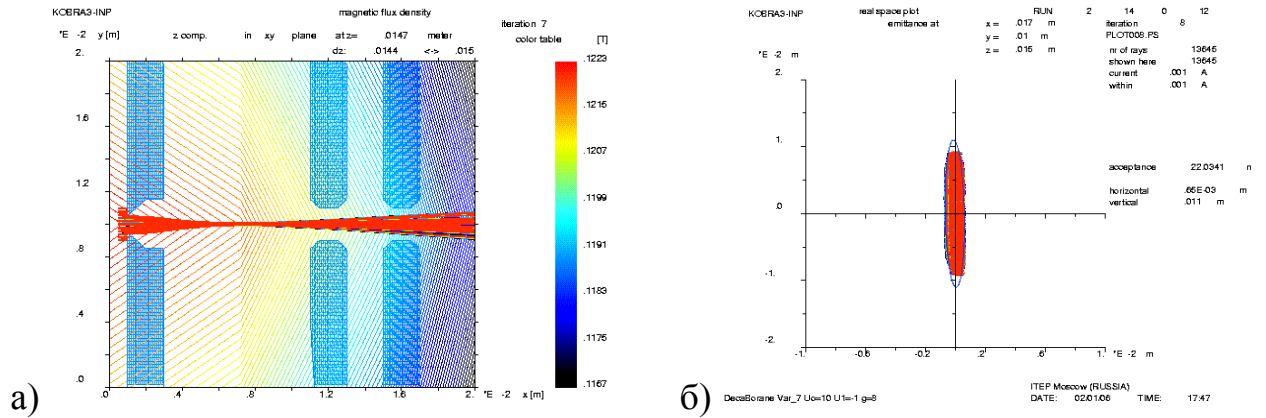 KOBRA3-INP magnetic flux density
iteration 7
*E -2 y [m] z comp. in xy plane at z= .0147 meter
color table [T]
dz: .0144 <-> .015
2.
1.6
1.2
.8
.4
.0
.0 .4 .8 1.2 1.6 2.
*E -2 x [m]
.1223
.1215
.1207
.1199
.1191
.1183
.1175
.1167
а)
KOBRA3-INP real space plot RUN 2 14 0 12
emittance at x = .017 m iteration 8
y = .01 m PLOT008.PS
*E -2 m z = .015 m nr of rays 13645
shown here 13645
current .001 A
within .001 A
2.
1.
.0
-1.
-2.
-1. -0.6 -0.2 .2 .6 1. *E -2 m
acceptance 22.0341 n
horizontal .65E-03 m
vertical .011 m
ITEP Moscow (RUSSIA)
DecaBorane Var_7 Uo=10 U1=-1 g=8 DATE: 02.01.06 TIME: 17:47
б)